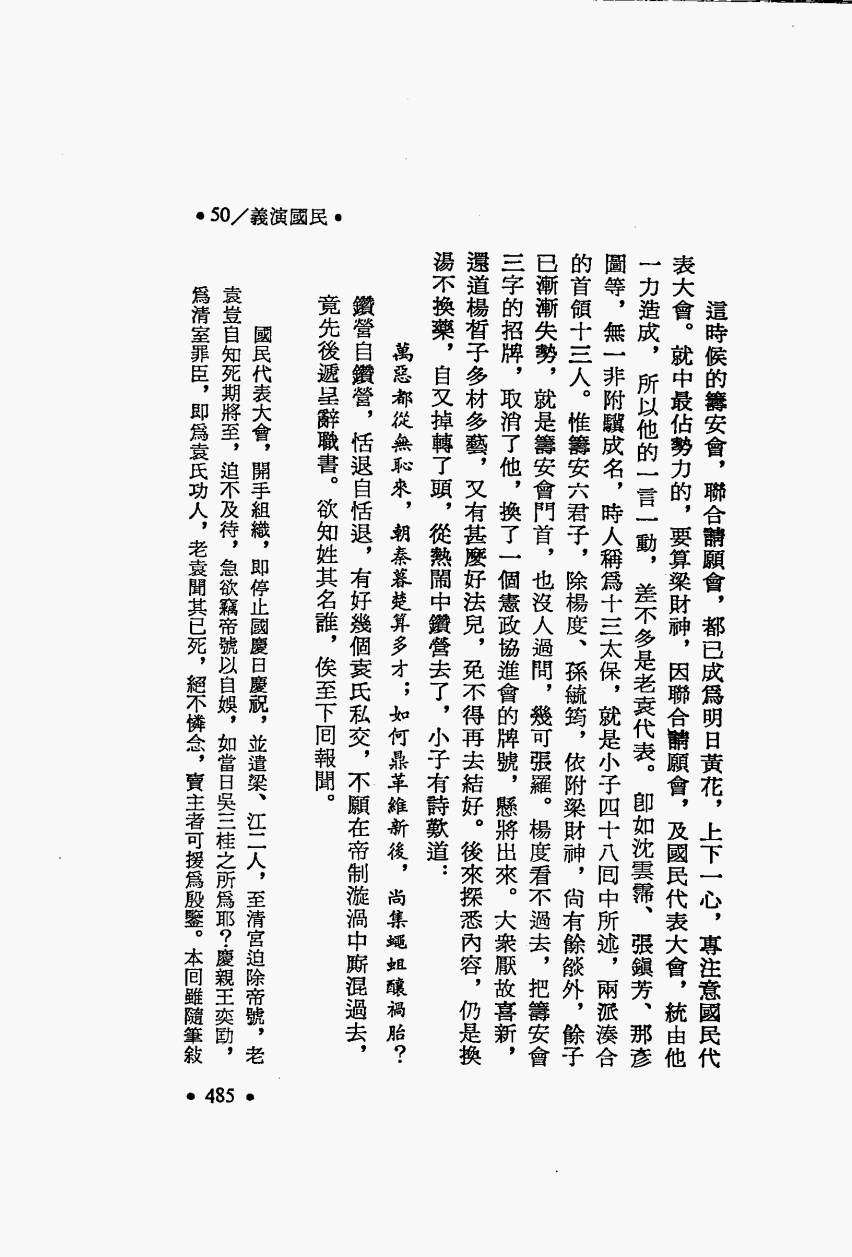 •50／義演國民•
這時候的籌安會，聯合請願會，都已成爲明日黃花，上下一心，專注意國民代
表大會。就中最佔勢力的，要算梁財神，因聯合請願會，及國民代表大會，統由他
一力造成，所以他的一言一動，差不多是老袁代表。卽如沈雲霈、張鎭芳、那彥
圖等，無一非附驥成名，時人稱爲十三太保，就是小子四十八囘中所述，兩派湊合
的首領十三人。惟籌安六君子，除楊度、孫毓筠，依附梁財神，尙有餘燄外，餘子
已漸漸失勢，就是籌安會門首，也沒人過問，幾可張羅。楊度看不過去，把籌安會
三字的招牌，取消了他，換了一個憲政協進會的牌號，懸將出來。大衆厭故喜新，
還道楊晳子多材多藝，又有甚麼好法兒，免不得再去結好。後來探悉內容，仍是換
湯不換藥，自又掉轉了頭，從熱鬧中鑽營去了，小子有詩歎道：
萬惡都從無恥來，朝秦暮楚算多才；如何鼎革維新後，尚集蠅蛆釀禍胎？
鑽營自鑽營，恬退自恬退，有好幾個袁氏私交，不願在帝制漩渦中廝混過去，
竟先後遞呈辭職書。欲知姓甚名誰，俟至下囘報聞。
國民代表大會，開手組織，即停止國慶日慶祝，並遣梁、江二人，至清宮迫除帝號，老
袁豈自知死期將至，迫不及待，急欲竊帝號以自娛，如當日吳三桂之所爲耶？慶親王奕劻，
爲清室罪臣，即爲袁氏功人，老袁聞其已死，絕不憐念，賣主者可援爲殷鑒。本回雖隨筆敍
•485•